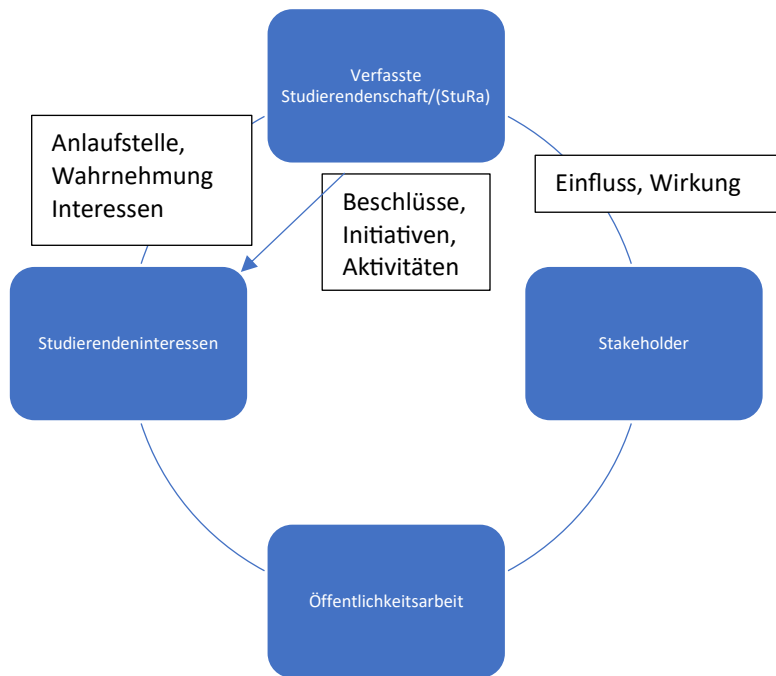 Verfasste
Studierendenschaft/(StuRa)
Anlaufstelle,
Wahrnehmung
Interessen
Beschlüsse,
Initiativen,
Aktivitäten
Einfluss, Wirkung
Studierendeninteressen
Stakeholder
Öffentlichkeitsarbeit